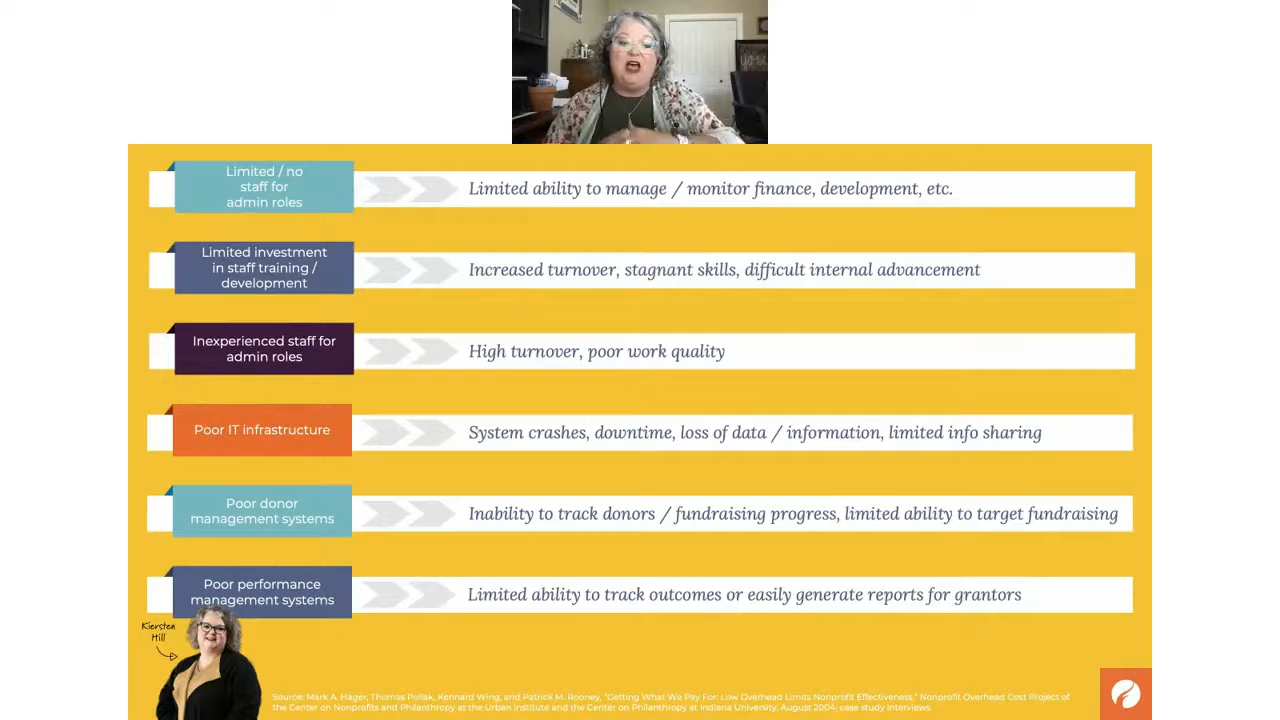 Limited / no
staff for
admin roles
Limited ability to manage / monitor finance, development, etc.
Limited investment
in staff training /
development
Increased turnover, stagnant skills, difficult internal advancement
Inexperienced staff for
admin roles
High turnover, poor work quality
Poor IT infrastructure
System crashes, downtime, loss of data / information, limited info sharing
Poor donor
management systems
Inability to track donors / fundraising progress, limited ability to target fundraising
Poor performance
management systems
Limited ability to track outcomes or easily generate reports for grantors
Kiersten
Hill
Source: Mark A. Hager, Thomas Pollak, Kennard Wing, and Patrick M. Rooney, "Getting What We Pay For: Low Overhead Limits Nonprofit Effectiveness," Nonprofit Overhead Cost Project of
the Center on Nonprofits and Philanthropy at the Urban Institute and the Center on Philanthropy at Indiana University, August 2004; case study interviews.